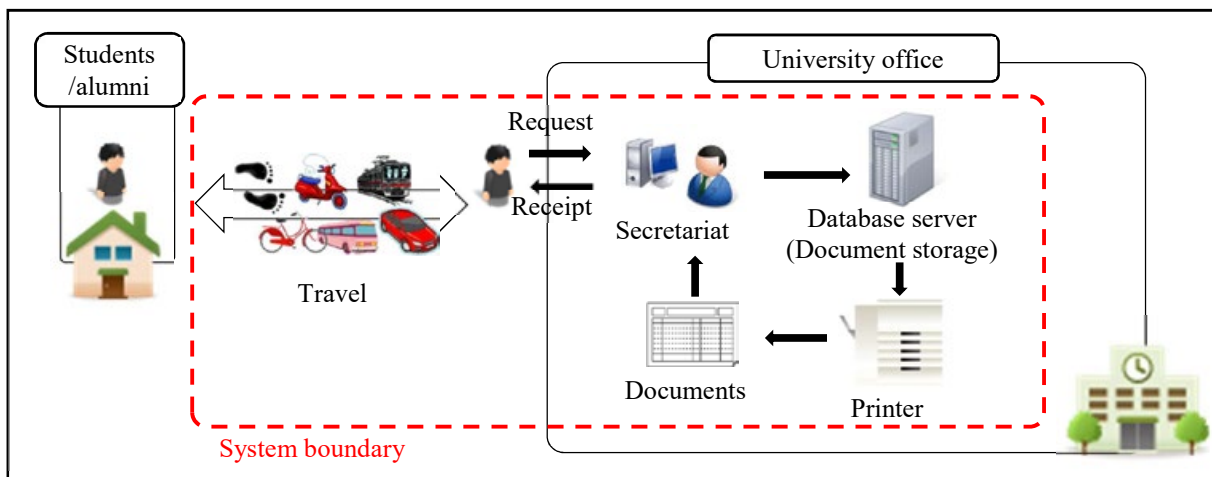 Students
/alumni
University office
Request
Receipt
Secretariat
Database server
(Document storage)
Travel
Documents
Printer
System boundary